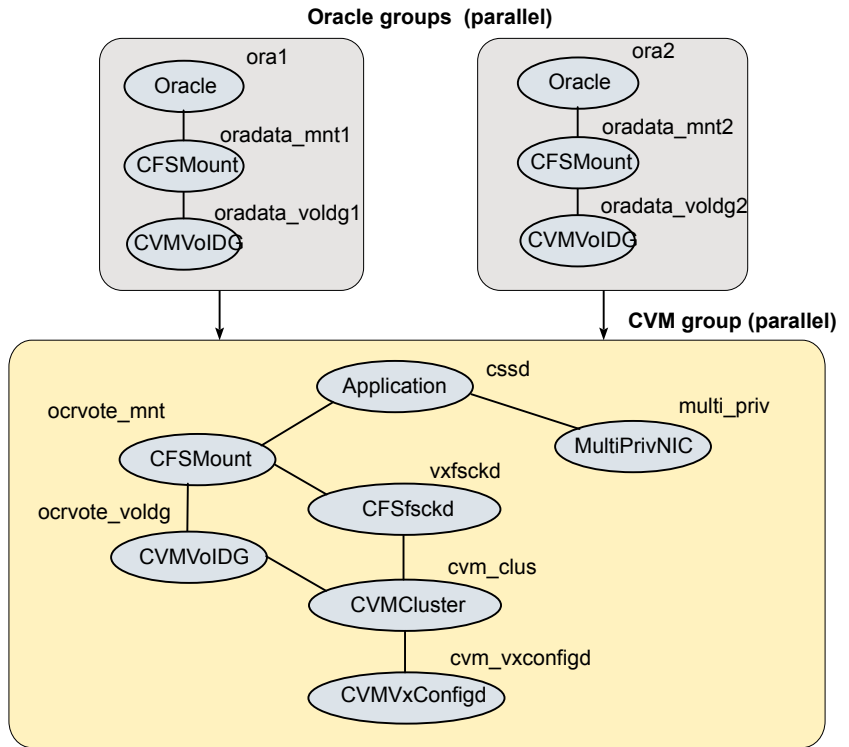 Oracle groups (parallel)
ora1
Oracle
oradata_mnt1
CFSMount
oradata_voldg1
CVMVolDG
ora2
Oracle
oradata_mnt2
CFSMount
oradata_voldg2
CVMVolDG
CVM group (parallel)
cssd
Application
multi_priv
MultiPrivNIC
ocrvote_mnt
CFSMount
vxfsckd
CFSfsckd
ocrvote_voldg
CVMVolDG
cvm_clus
CVMCluster
cvm_vxconfigd
CVMVxConfigd